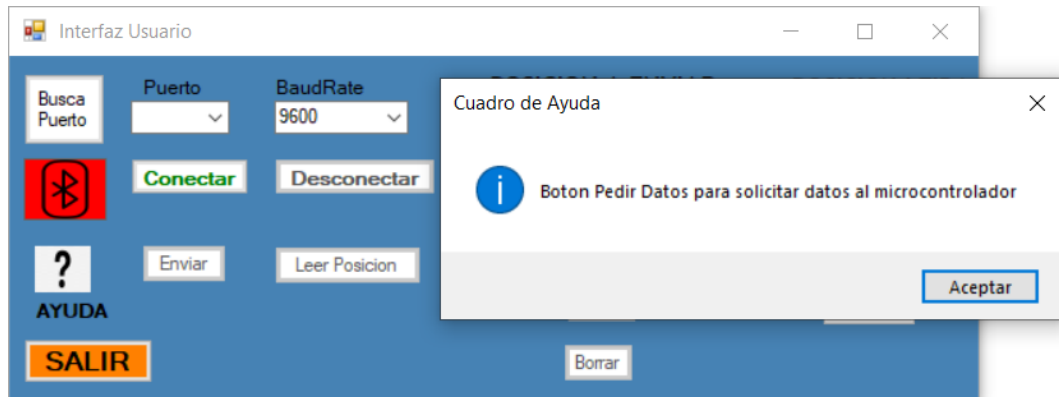 Interfaz Usuario
Busca
Puerto
Puerto
BaudRate
9600
Conectar
Desconectar
?
AYUDA
Enviar
Leer Posicion
SALIR
Borrar
Cuadro de Ayuda
Boton Pedir Datos para solicitar datos al microcontrolador
Aceptar